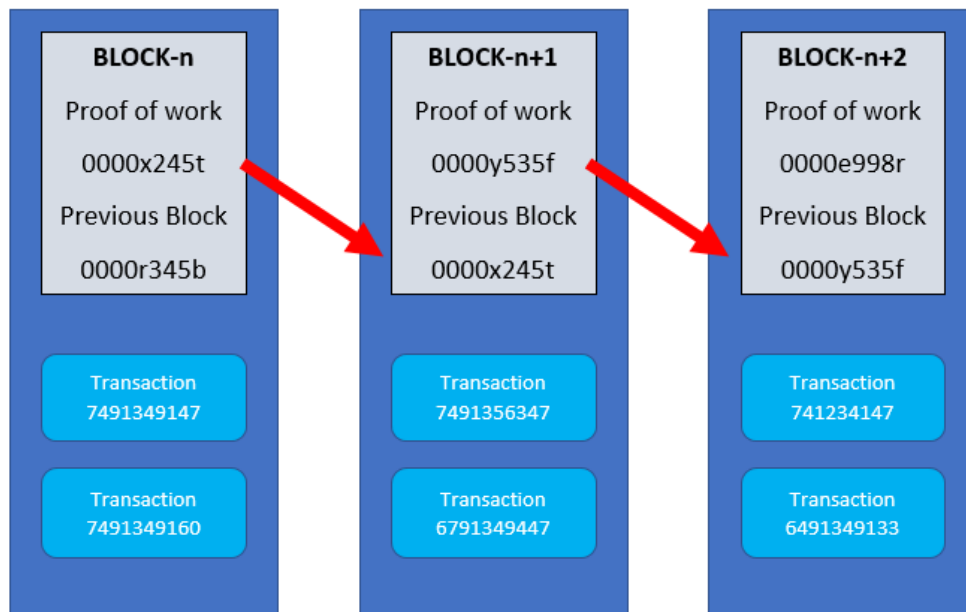 BLOCK-n
Proof of work
0000x245t
Previous Block
0000r345b
Transaction
7491349147
Transaction
7491349160
BLOCK-n+1
Proof of work
0000y535f
Previous Block
0000x245t
Transaction
7491356347
Transaction
6791349447
BLOCK-n+2
Proof of work
0000e998r
Previous Block
0000y535f
Transaction
741234147
Transaction
6491349133